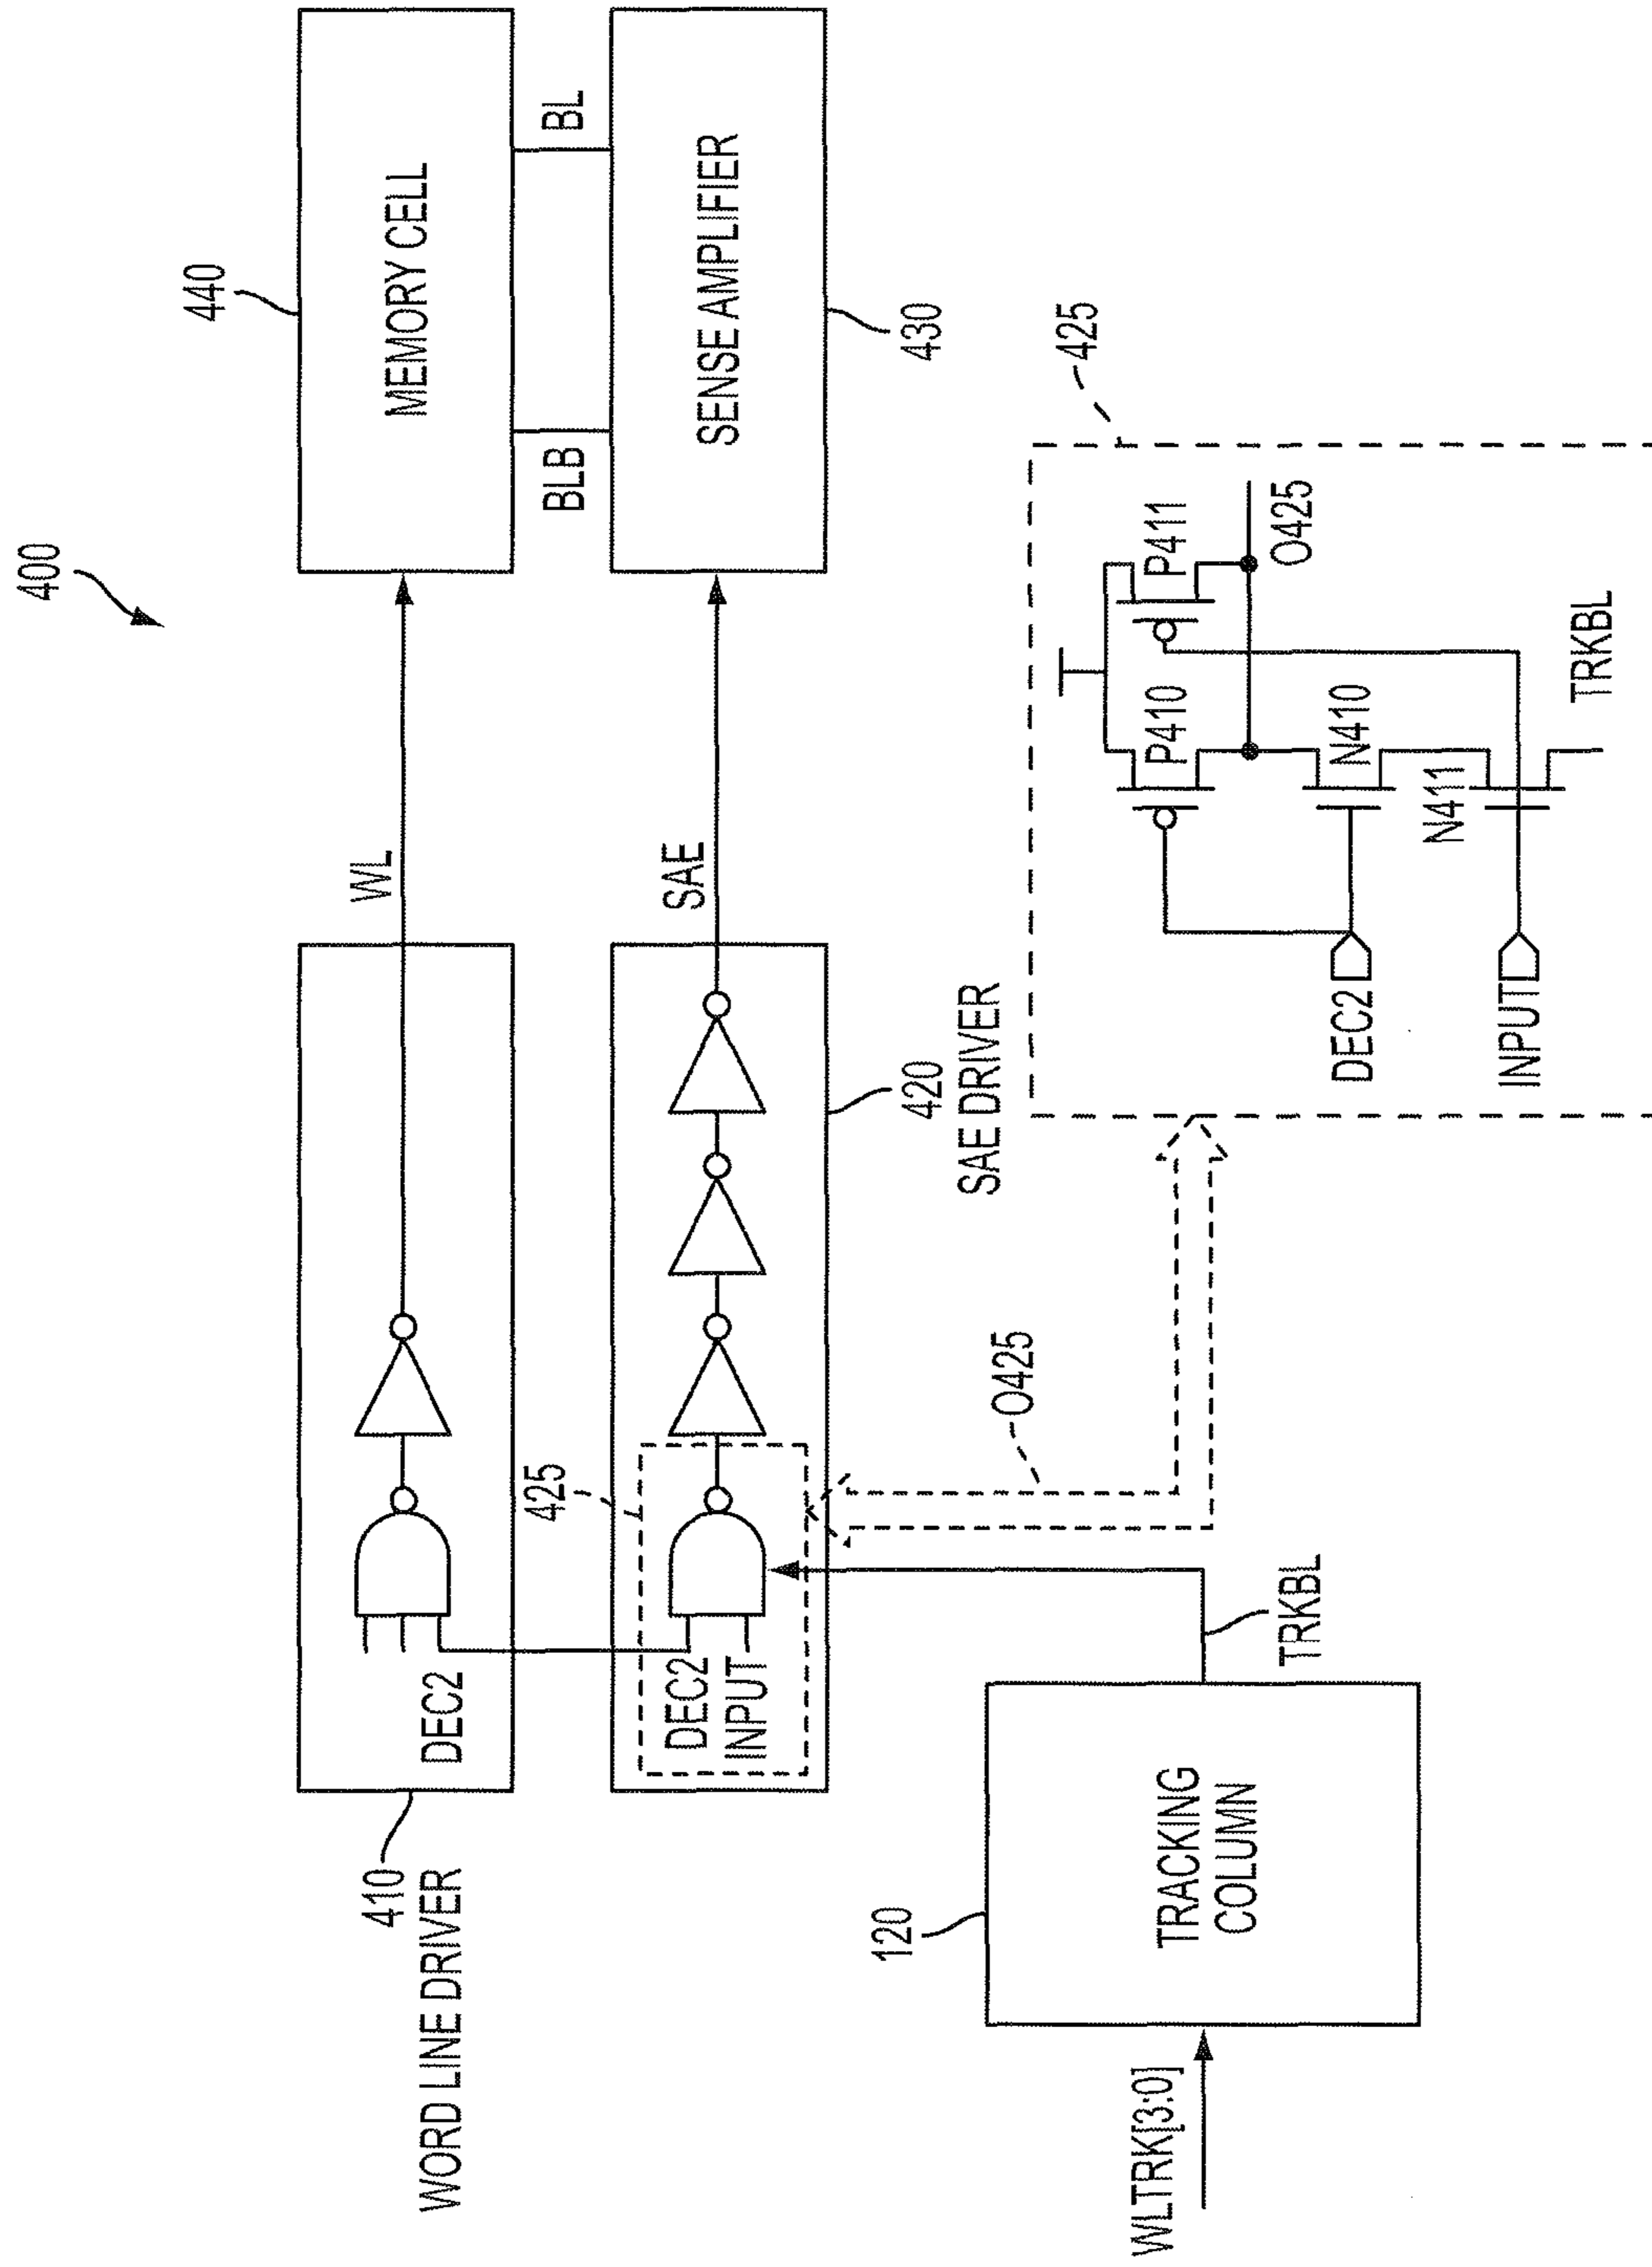 400
440
MEMORY CELL
WL
BLB
BL
SENSE AMPLIFIER
430
SAE
410
WORD LINE DRIVER
DEC2
425
DEC2
INPUT
420
SAE DRIVER
O425
120
TRACKING
COLUMN
WLTRK[3:0]
TRKBL
425
P410
P411
O425
N410
N411
DEC2
INPUT
TRKBL